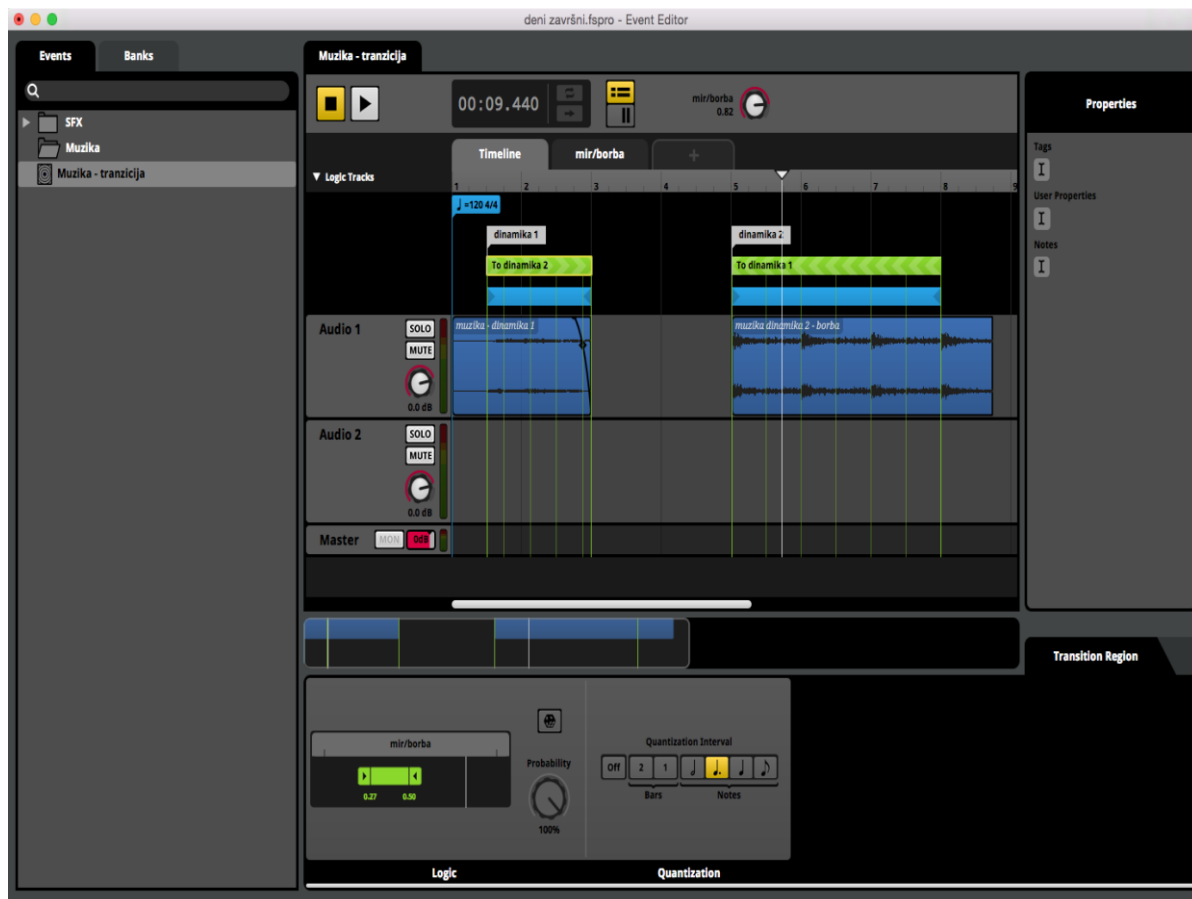 deni završni.fspro - Event Editor
Events
Banks
SFX
Muzika
Muzika - tranzicija
Muzika - tranzicija
00:09.440
mir/borba
0.82
Timeline
mir/borba
+
Logic Tracks
1 2 3 4 5 6 7 8 9
=120 4/4
dinamika 1
dinamika 2
To dinamika 2
To dinamika 1
Audio 1
SOLO
MUTE
0.0 dB
muzika - dinamika 1
muzika dinamika 2 - borba
Audio 2
SOLO
MUTE
0.0 dB
Master
MON
0dB
Properties
Tags
User Properties
Notes
Transition Region
mir/borba
0.27 0.50
Probability
100%
Logic
Quantization Interval
Off 2 1
Bars
Notes
Quantization